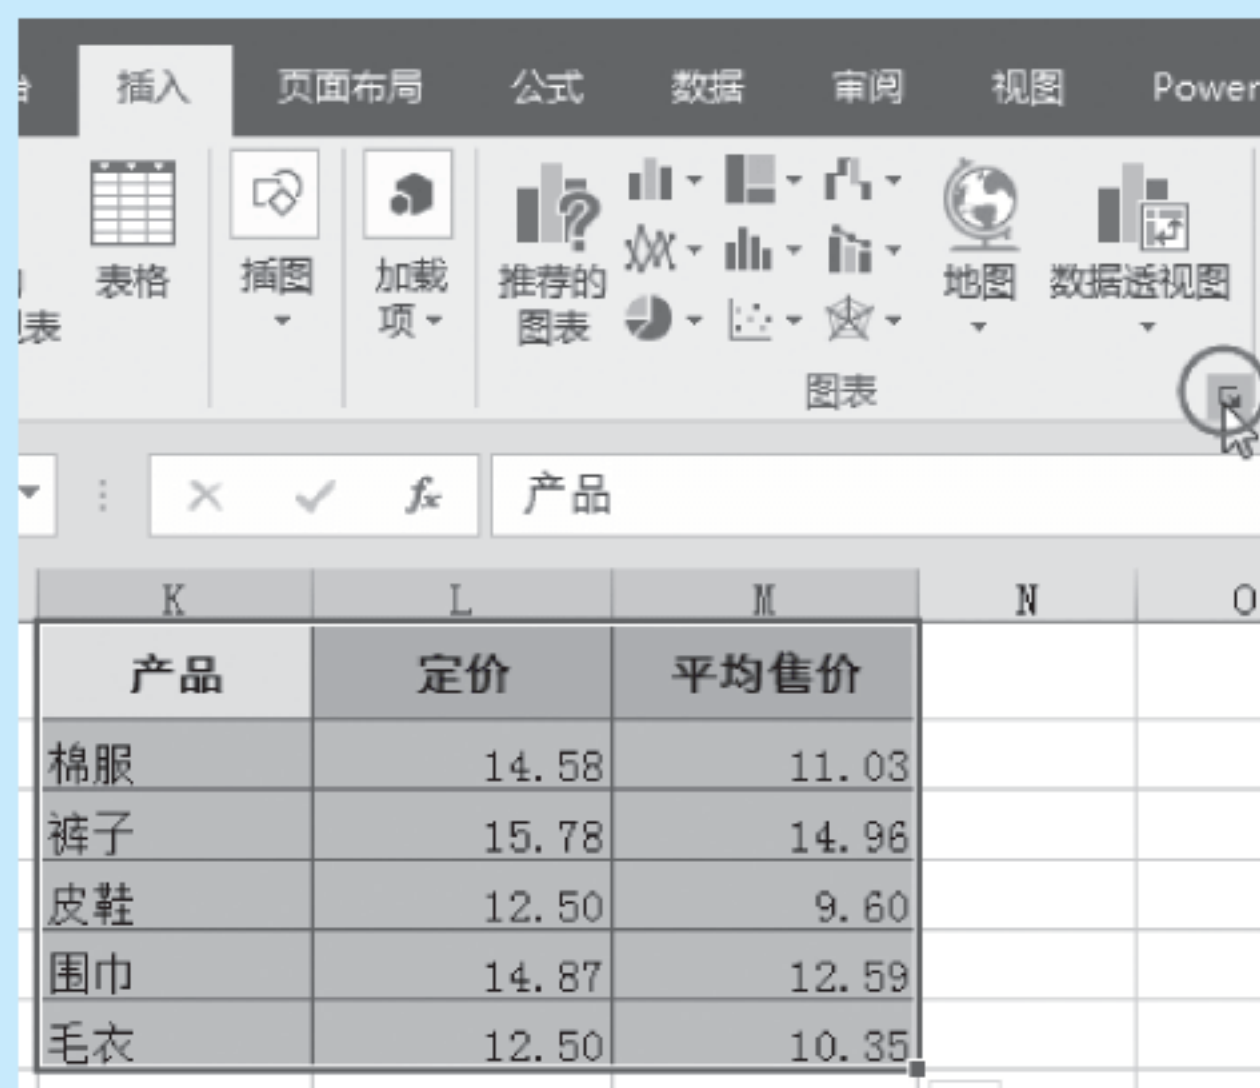 插入 页面布局 公式 数据 审阅 视图 Power
表格 插图 加载项 推荐的图表 地图 数据透视图
表
图表
fx 产品
K L M N O
产品 定价 平均售价
棉服 14.58 11.03
裤子 15.78 14.96
皮鞋 12.50 9.60
围巾 14.87 12.59
毛衣 12.50 10.35